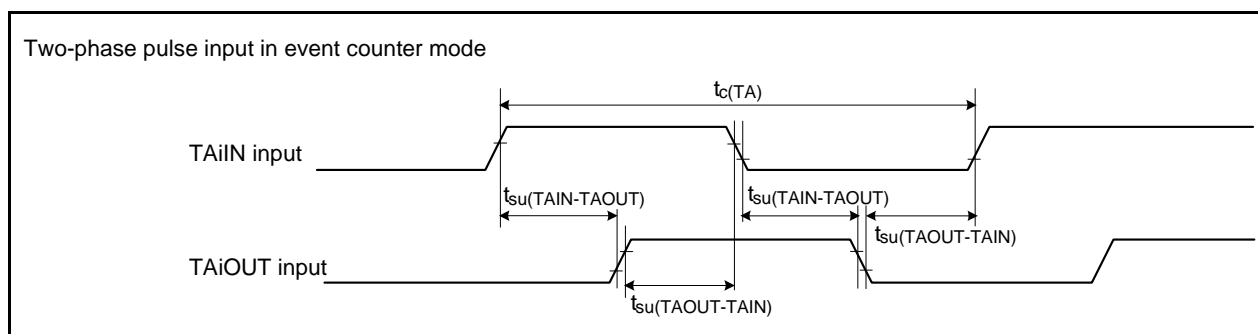 Two-phase pulse input in event counter mode
tc(TA)
TAiIN input
tsu(TAIN-TAOUT)
tsu(TAIN-TAOUT)
tsu(TAOUT-TAIN)
TAiOUT input
tsu(TAOUT-TAIN)